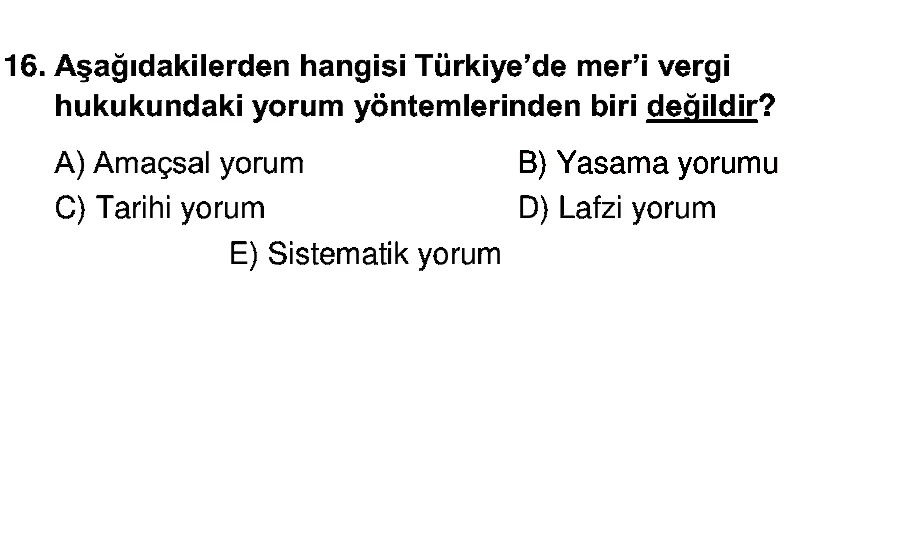 16. Aşağıdakilerden hangisi Türkiye’de mer’i vergi
hukukundaki yorum yöntemlerinden biri değildir?
A) Amaçsal yorum B) Yasama yorumu
C) Tarihi yorum D) Lafzi yorum
E) Sistematik yorum